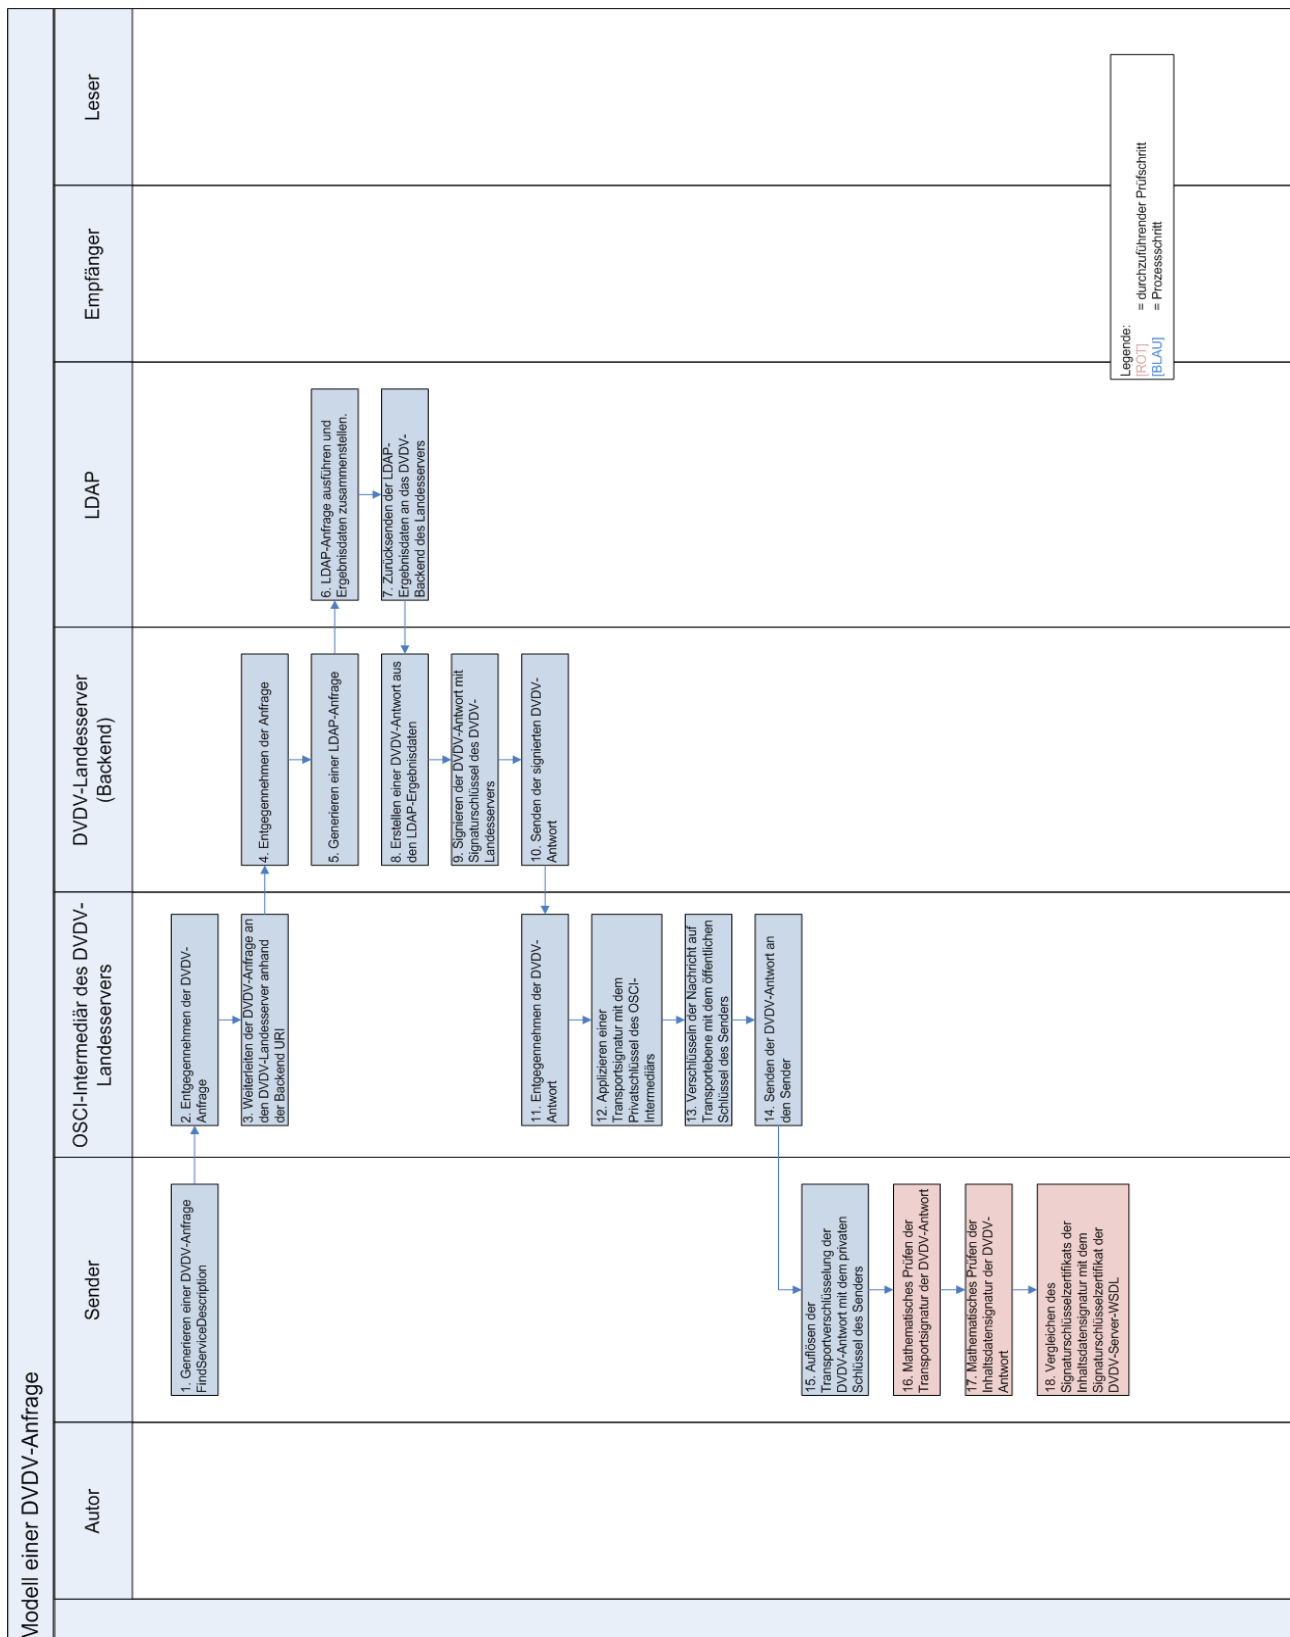 Modell einer DVDV-Anfrage
Autor
Sender
OSCI-Intermediär des DVDV-
Landesservers
DVDV-Landesserver
(Backend)
LDAP
Empfänger
Leser
1. Generieren einer DVDV-Anfrage
FindServiceDescription
2. Entgegennehmen der DVDV-
Anfrage
3. Weiterleiten der DVDV-Anfrage an
den DVDV-Landesserver anhand
der Backend URI
4. Entgegennehmen der Anfrage
5. Generieren einer LDAP-Anfrage
6. LDAP-Anfrage ausführen und
Ergebnisdaten zusammenstellen.
7. Zurücksenden der LDAP-
Ergebnisdaten an das DVDV-
Backend des Landesservers
8. Erstellen einer DVDV-Antwort aus
den LDAP-Ergebnisdaten
9. Signieren der DVDV-Antwort mit
Signaturschlüssel des DVDV-
Landesservers
10. Senden der signierten DVDV-
Antwort
11. Entgegennehmen der DVDV-
Antwort
12. Applizieren einer
Transportsignatur mit dem
Privatschlüssel des OSCI-
Intermediärs
13. Verschlüsseln der Nachricht auf
Transportebene mit dem öffentlichen
Schlüssel des Senders
14. Senden der DVDV-Antwort an
den Sender
15. Auflösen der
Transportverschlüsselung der
DVDV-Antwort mit dem privaten
Schlüssel des Senders
16. Mathematisches Prüfen der
Transportsignatur der DVDV-Antwort
17. Mathematisches Prüfen der
Inhaltsdatensignatur der DVDV-
Antwort
18. Vergleichen des
Signaturschlüsselzertifikats der
Inhaltsdatensignatur mit dem
Signaturschlüsselzertifikat der
DVDV-Server-WSDL
Legende:
[ROT] = durchzuführender Prüfschritt
[BLAU] = Prozessschritt